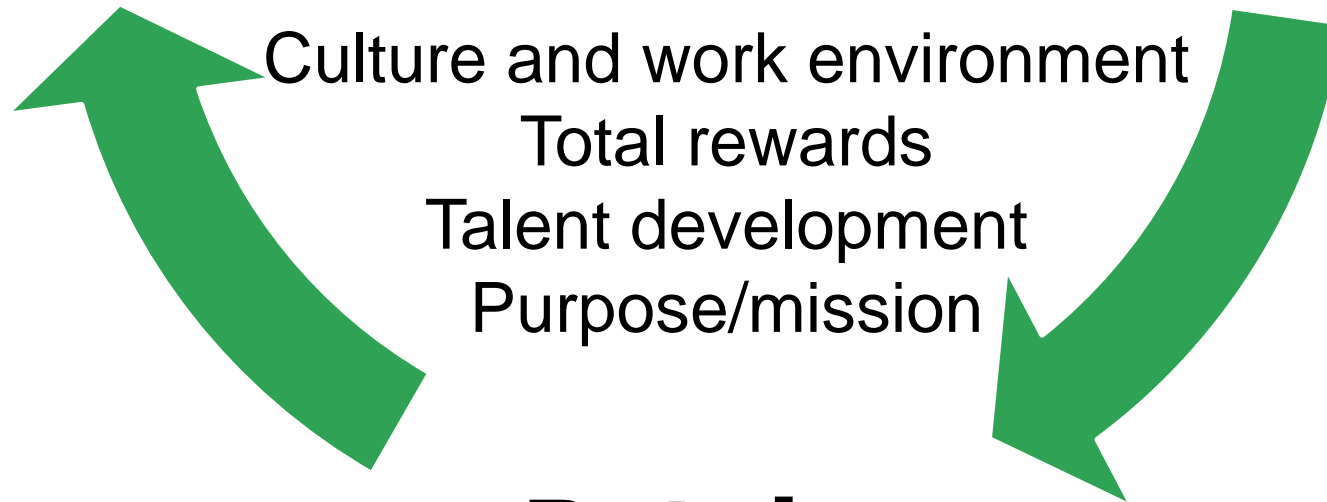 Culture and work environment
Total rewards
Talent development
Purpose/mission